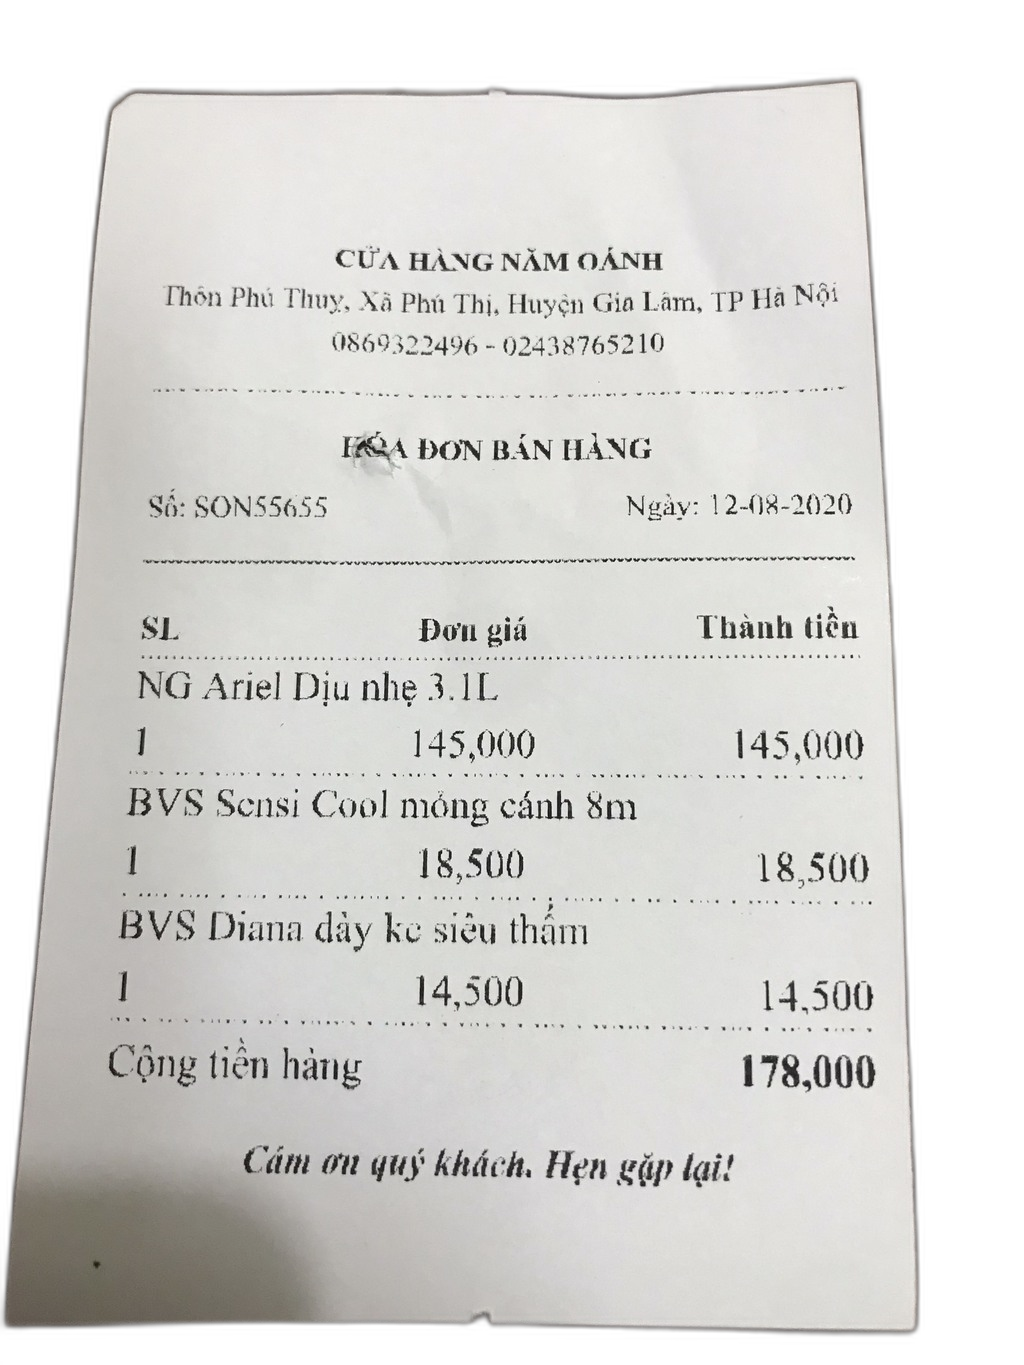 CỬA HÀNG NĂM OÁNH
Thôn Phú Thuỵ, Xã Phú Thị, Huyện Gia Lâm, TP Hà Nội
0869322496 - 02438765210
HÓA ĐƠN BÁN HÀNG
Số: SON55655 Ngày: 12-08-2020
SL Đơn giá Thành tiền
NG Ariel Dịu nhẹ 3.1L
1 145,000 145,000
BVS Sensi Cool mỏng cánh 8m
1 18,500 18,500
BVS Diana dày ke siêu thấm
1 14,500 14,500
Cộng tiền hàng 178,000
Cám ơn quý khách. Hẹn gặp lại!